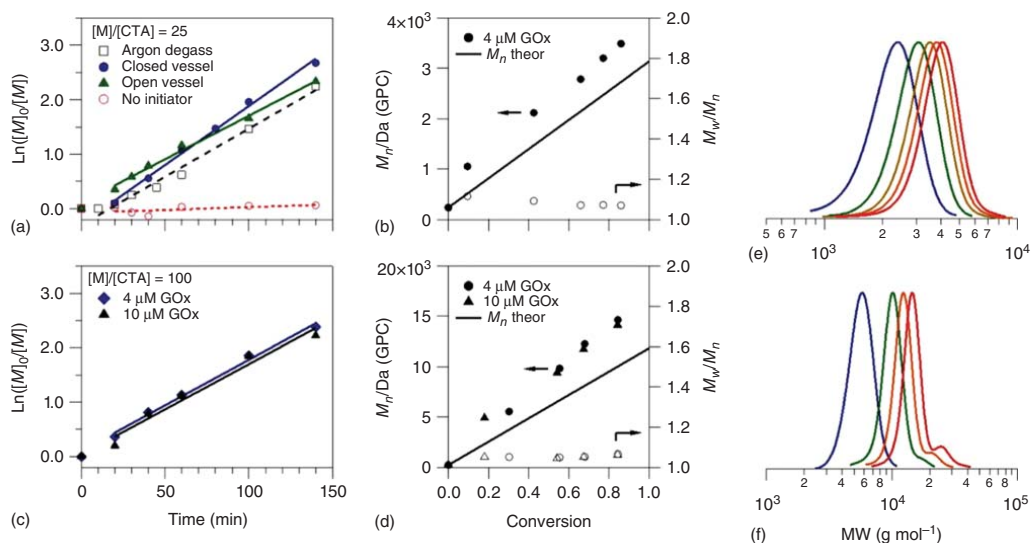 [M]/[CTA] = 25
Argon degass
Closed vessel
Open vessel
No initiator
Ln([M]₀/[M])
3.0
2.0
1.0
0.0
(a)
4×10³
3
2
1
0
Mₙ/Da (GPC)
4 μM GOx
Mₙ theor
2.0
1.8
1.6
1.4
1.2
1.0
M_w/Mₙ
(b)
5 6 7 2 3 4 5 6 7
10³ 10⁴
(e)
[M]/[CTA] = 100
4 μM GOx
10 μM GOx
Ln([M]₀/[M])
3.0
2.0
1.0
0.0
0 50 100 150
(c) Time (min)
20×10³
15
10
5
0
Mₙ/Da (GPC)
4 μM GOx
10 μM GOx
Mₙ theor
2.0
1.8
1.6
1.4
1.2
1.0
M_w/Mₙ
0.0 0.2 0.4 0.6 0.8 1.0
(d) Conversion
2 4 6 8 2 4 6 8
10³ 10⁴ 10⁵
(f) MW (g mol⁻¹)